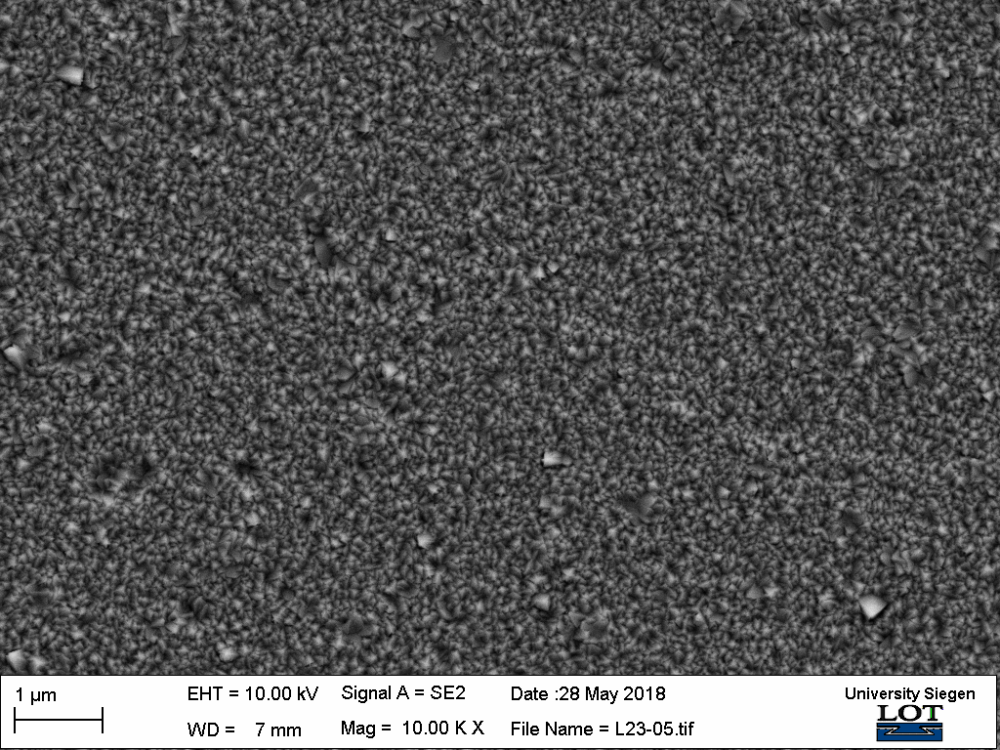 1 µm
EHT = 10.00 kV Signal A = SE2 Date :28 May 2018 University Siegen
LOT
WD = 7 mm Mag = 10.00 K X File Name = L23-05.tif